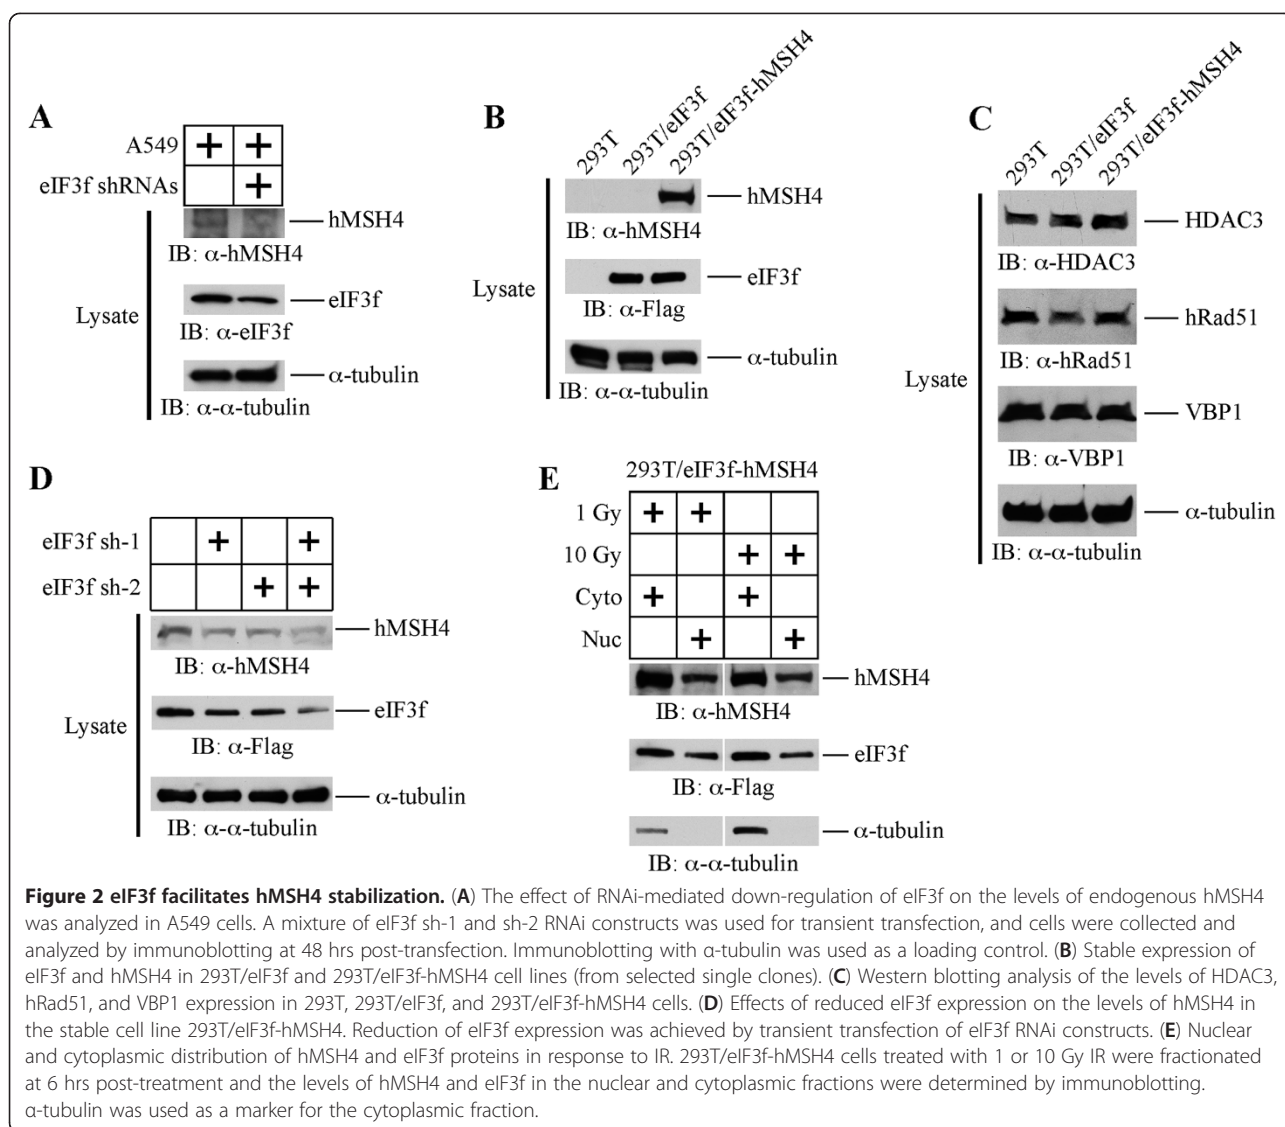 A
A549 + +
eIF3f shRNAs +
Lysate
hMSH4
IB: α-hMSH4
eIF3f
IB: α-eIF3f
α-tubulin
IB: α-α-tubulin
B
293T
293T/eIF3f
293T/eIF3f-hMSH4
Lysate
hMSH4
IB: α-hMSH4
eIF3f
IB: α-Flag
α-tubulin
IB: α-α-tubulin
C
293T
293T/eIF3f
293T/eIF3f-hMSH4
Lysate
HDAC3
IB: α-HDAC3
hRad51
IB: α-hRad51
VBP1
IB: α-VBP1
α-tubulin
IB: α-α-tubulin
D
eIF3f sh-1 + +
eIF3f sh-2 + +
Lysate
hMSH4
IB: α-hMSH4
eIF3f
IB: α-Flag
α-tubulin
IB: α-α-tubulin
E
293T/eIF3f-hMSH4
1 Gy + +
10 Gy + +
Cyto + +
Nuc + +
hMSH4
IB: α-hMSH4
eIF3f
IB: α-Flag
α-tubulin
IB: α-α-tubulin
Figure 2 eIF3f facilitates hMSH4 stabilization. (A) The effect of RNAi-mediated down-regulation of eIF3f on the levels of endogenous hMSH4
was analyzed in A549 cells. A mixture of eIF3f sh-1 and sh-2 RNAi constructs was used for transient transfection, and cells were collected and
analyzed by immunoblotting at 48 hrs post-transfection. Immunoblotting with α-tubulin was used as a loading control. (B) Stable expression of
eIF3f and hMSH4 in 293T/eIF3f and 293T/eIF3f-hMSH4 cell lines (from selected single clones). (C) Western blotting analysis of the levels of HDAC3,
hRad51, and VBP1 expression in 293T, 293T/eIF3f, and 293T/eIF3f-hMSH4 cells. (D) Effects of reduced eIF3f expression on the levels of hMSH4 in
the stable cell line 293T/eIF3f-hMSH4. Reduction of eIF3f expression was achieved by transient transfection of eIF3f RNAi constructs. (E) Nuclear
and cytoplasmic distribution of hMSH4 and eIF3f proteins in response to IR. 293T/eIF3f-hMSH4 cells treated with 1 or 10 Gy IR were fractionated
at 6 hrs post-treatment and the levels of hMSH4 and eIF3f in the nuclear and cytoplasmic fractions were determined by immunoblotting.
α-tubulin was used as a marker for the cytoplasmic fraction.